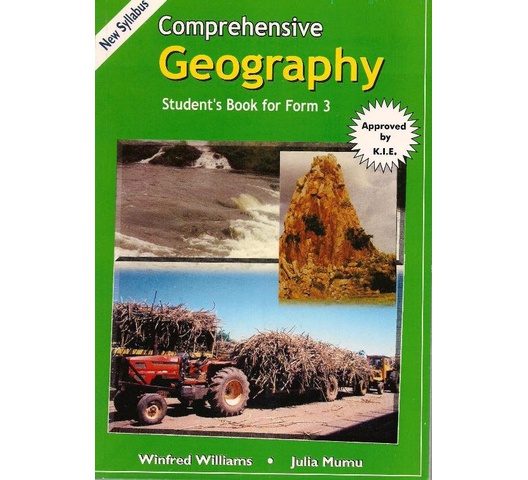 New Syllabus
Comprehensive
Geography
Student's Book for Form 3
Approved
by
K.I.E.
Winfred Williams • Julia Mumu